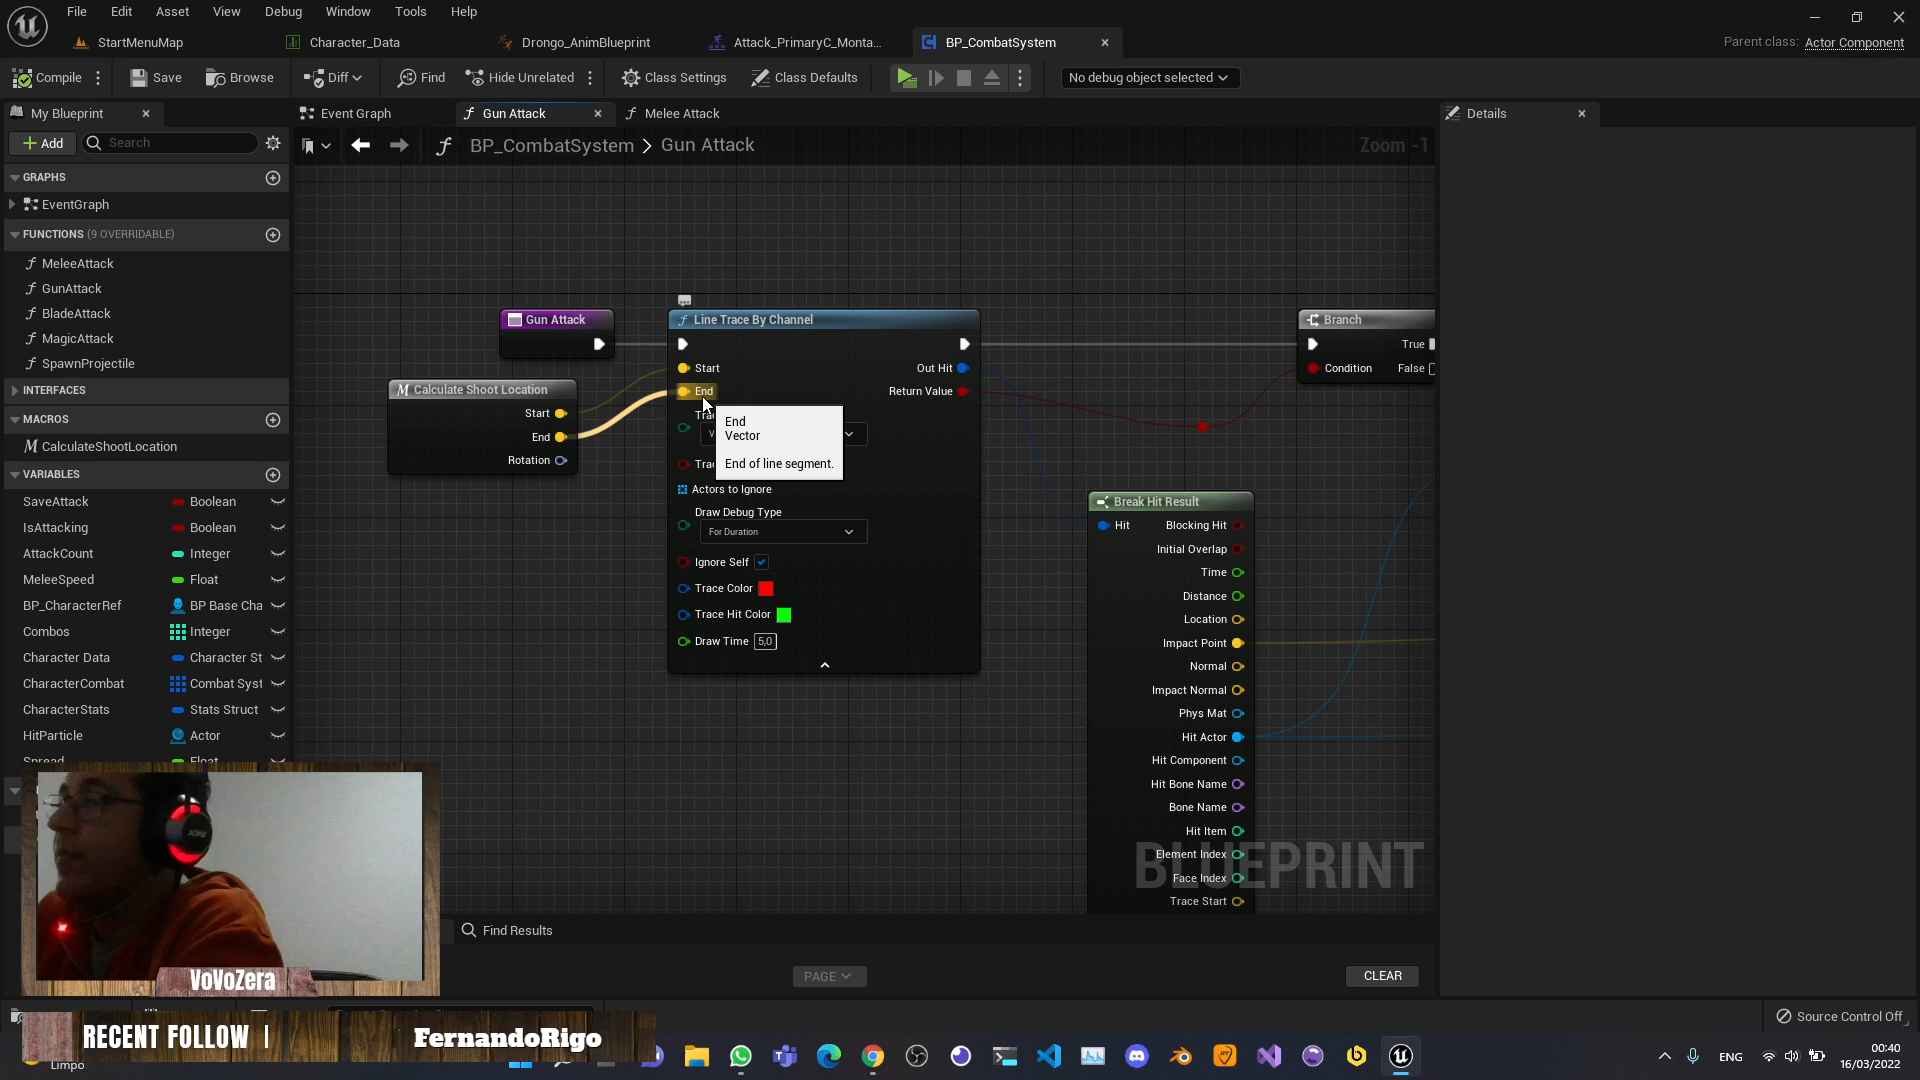 File Edit Asset View Debug Window Tools Help
StartMenuMap Character_Data Drongo_AnimBlueprint Attack_PrimaryC_Monta... BP_CombatSystem
Parent class: Actor Component
Compile Save Browse Diff Find Hide Unrelated Class Settings Class Defaults No debug object selected
My Blueprint
Event Graph Gun Attack Melee Attack
Details
Add Search
BP_CombatSystem > Gun Attack
Zoom -1
GRAPHS
EventGraph
FUNCTIONS (9 OVERRIDABLE)
MeleeAttack
GunAttack
BladeAttack
MagicAttack
SpawnProjectile
INTERFACES
MACROS
CalculateShootLocation
VARIABLES
SaveAttack Boolean
IsAttacking Boolean
AttackCount Integer
MeleeSpeed Float
BP_CharacterRef BP Base Cha
Combos Integer
Character Data Character St
CharacterCombat Combat Syst
CharacterStats Stats Struct
HitParticle Actor
Spread Float
Gun Attack
Calculate Shoot Location
Start
End
Rotation
Line Trace By Channel
Start Out Hit
End Return Value
Trac
V
Trac
Actors to Ignore
Draw Debug Type
For Duration
Ignore Self
Trace Color
Trace Hit Color
Draw Time 5,0
End
Vector
End of line segment.
Branch
True
Condition False
Break Hit Result
Hit Blocking Hit
Initial Overlap
Time
Distance
Location
Impact Point
Normal
Impact Normal
Phys Mat
Hit Actor
Hit Component
Hit Bone Name
Bone Name
Hit Item
Element Index
Face Index
Trace Start
BLUEPRINT
Find Results
PAGE
CLEAR
XPG
VoVoZera
Source Control Off
RECENT FOLLOW | FernandoRigo
Limpo
ENG
00:40
16/03/2022